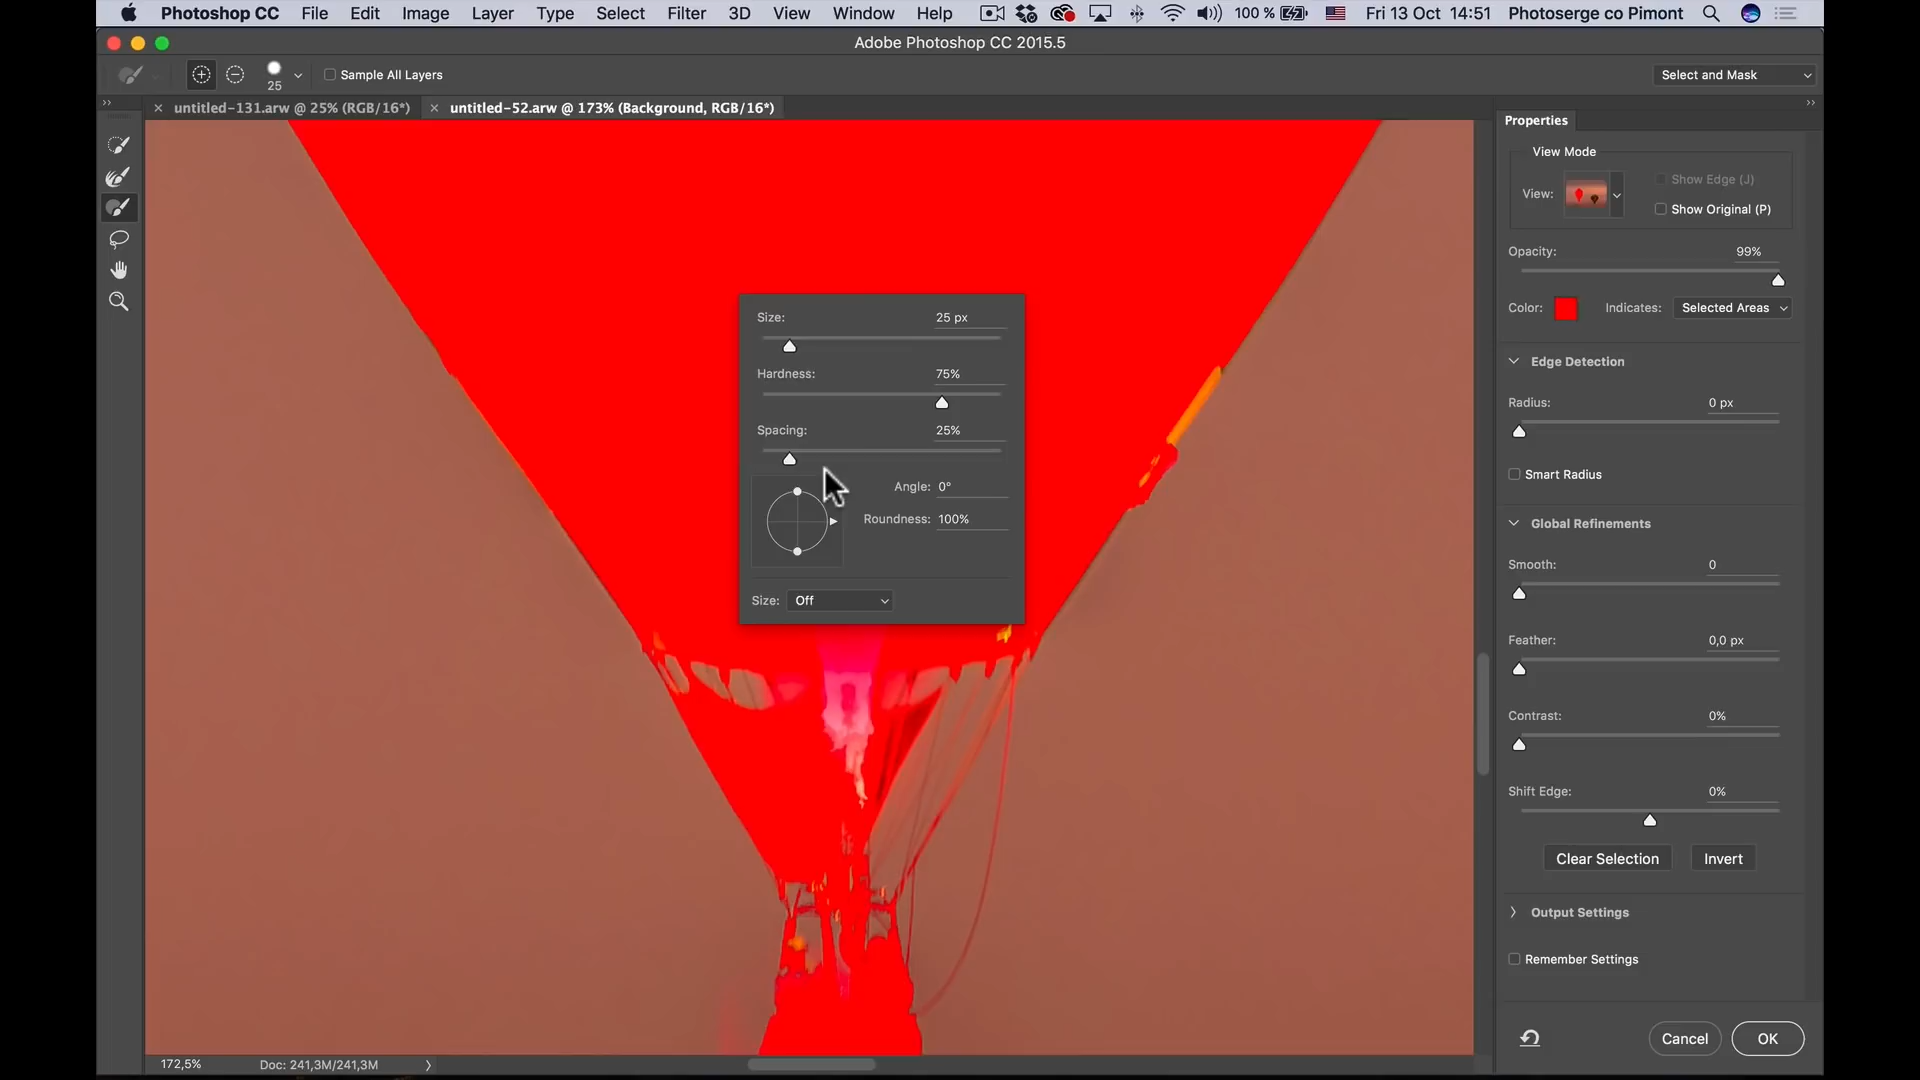 Photoshop CC File Edit Image Layer Type Select Filter 3D View Window Help 100 % Fri 13 Oct 14:51 Photoserge co Pimont
Adobe Photoshop CC 2015.5
25
Sample All Layers
Select and Mask
untitled-131.arw @ 25% (RGB/16*)
untitled-52.arw @ 173% (Background, RGB/16*)
Size: 25 px
Hardness: 75%
Spacing: 25%
Angle: 0°
Roundness: 100%
Size: Off
Properties
View Mode
View:
Show Edge (J)
Show Original (P)
Opacity: 99%
Color: Indicates: Selected Areas
Edge Detection
Radius: 0 px
Smart Radius
Global Refinements
Smooth: 0
Feather: 0,0 px
Contrast: 0%
Shift Edge: 0%
Clear Selection Invert
Output Settings
Remember Settings
Cancel OK
172,5% Doc: 241,3M/241,3M